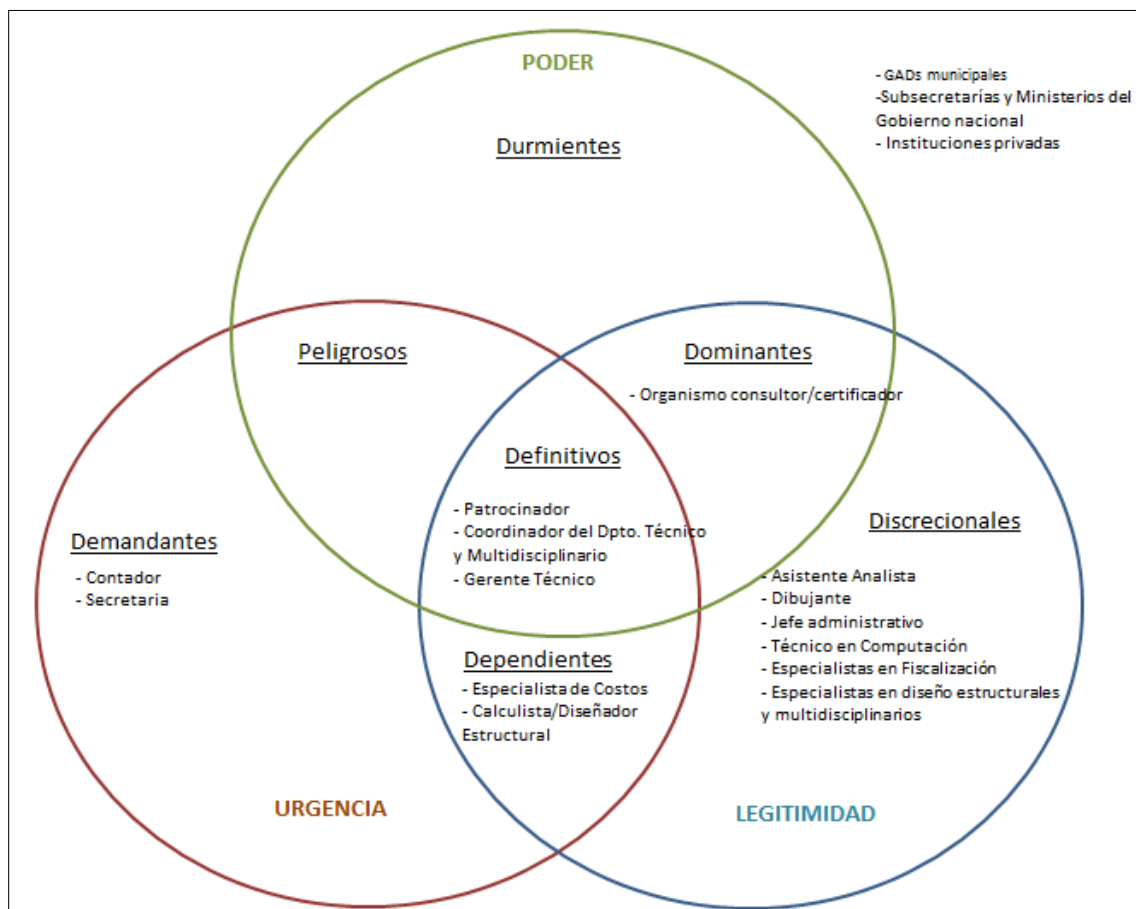 PODER
- GADs municipales
-Subsecretarías y Ministerios del
Gobierno nacional
- Instituciones privadas
Durmientes
Peligrosos
Dominantes
- Organismo consultor/certificador
Definitivos
- Patrocinador
- Coordinador del Dpto. Técnico
y Multidisciplinario
- Gerente Técnico
Demandantes
- Contador
- Secretaria
Discrecionales
- Asistente Analista
- Dibujante
- Jefe administrativo
- Técnico en Computación
- Especialistas en Fiscalización
- Especialistas en diseño estructurales
y multidisciplinarios
Dependientes
- Especialista de Costos
- Calculista/Diseñador
Estructural
URGENCIA
LEGITIMIDAD